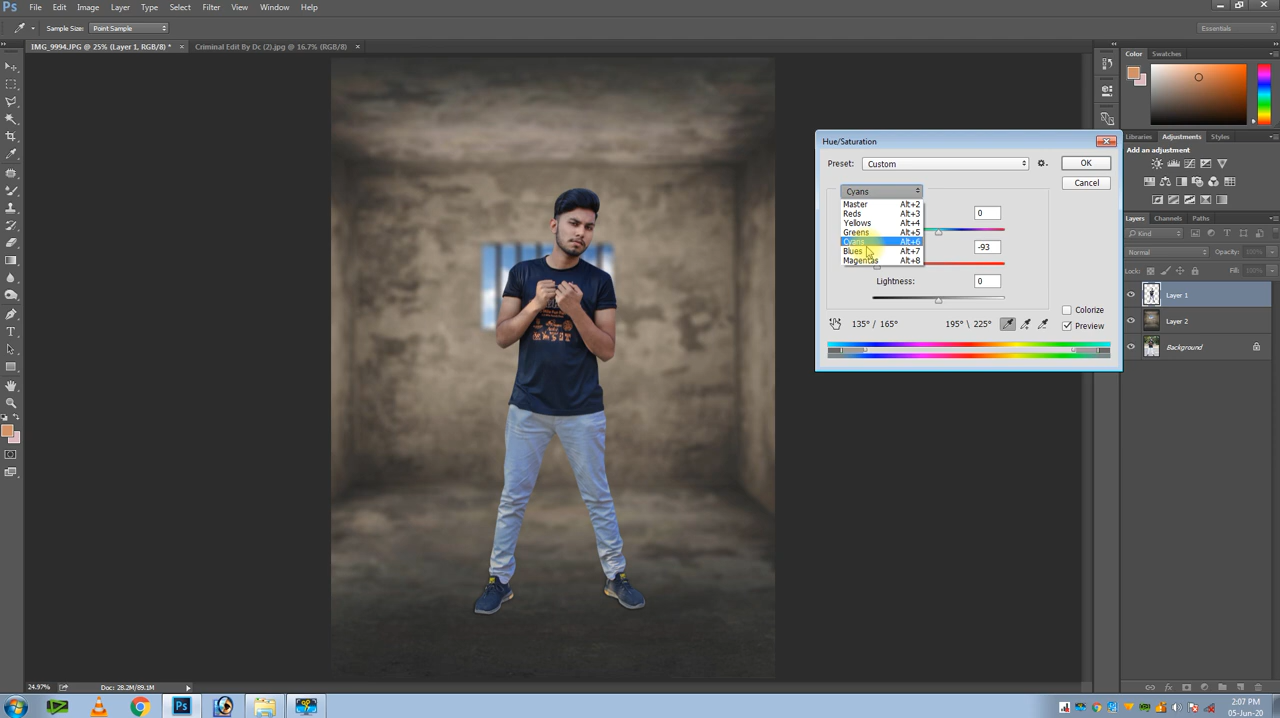 Ps File Edit Image Layer Type Select Filter View Window Help
Sample Size: Point Sample Essentials
IMG_9994.JPG @ 25% (Layer 1, RGB/8) * × Criminal Edit By Dc (2).jpg @ 16.7% (RGB/8) ×
Color Swatches
Libraries Adjustments Styles
Add an adjustment
Hue/Saturation
Preset: Custom OK
Cancel
Cyans
Master Alt+2
Reds Alt+3
Yellows Alt+4
Greens Alt+5
Cyans Alt+6
Blues Alt+7
Magentas Alt+8
0
-93
Lightness: 0
Colorize
Preview
135° / 165° 195° \ 225°
Layers Channels Paths
Kind
Normal Opacity:
Lock: Fill:
Layer 1
Layer 2
Background
24.97% Doc: 28.2M/89.1M
Ps
2:07 PM
05-Jun-20